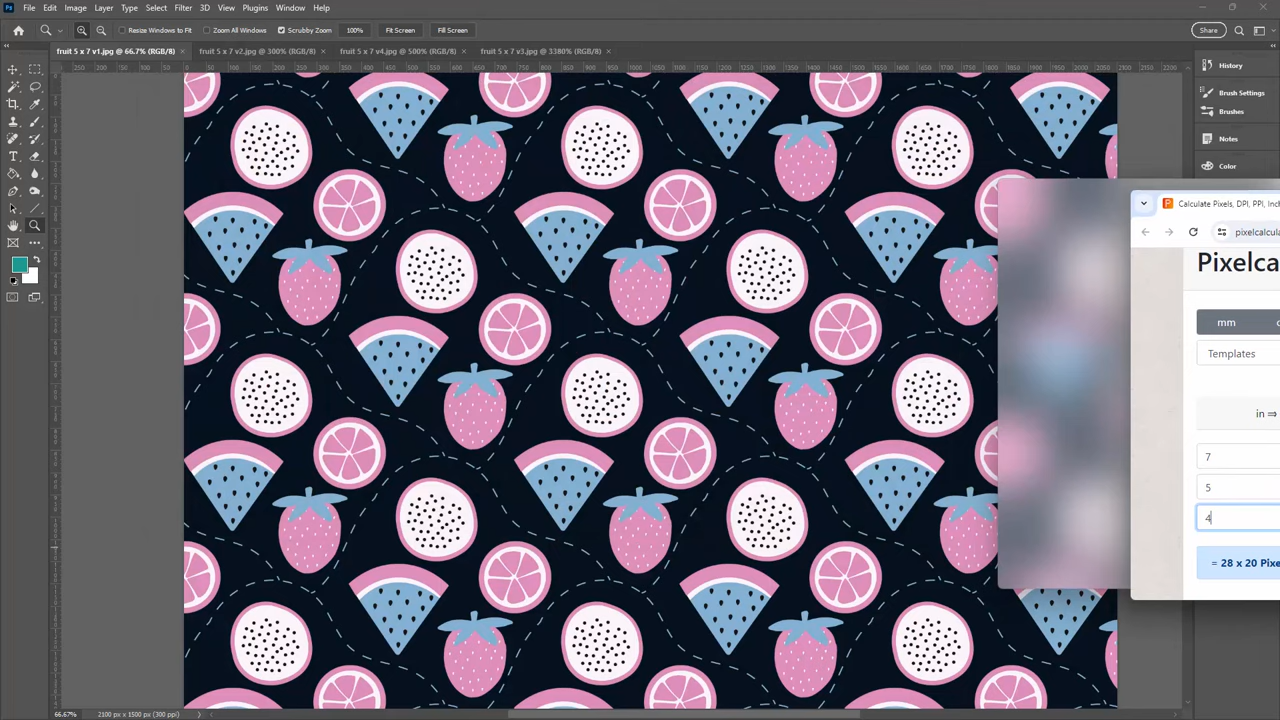 File Edit Image Layer Type Select Filter 3D View Plugins Window Help
Resize Windows to Fit Zoom All Windows Scrubby Zoom 100% Fit Screen Fill Screen Share
fruit 5 x 7 v1.jpg @ 66.7% (RGB/8) × fruit 5 x 7 v2.jpg @ 300% (RGB/8) × fruit 5 x 7 v4.jpg @ 500% (RGB/8) × fruit 5 x 7 v3.jpg @ 3380% (RGB/8) ×
History
Brush Settings
Brushes
Notes
Color
Calculate Pixels, DPI, PPI, Inch
pixelcalcula
Pixelca
mm
Templates
in ⇒
7
5
4
= 28 x 20 Pixe
66.67% 2100 px x 1500 px (300 ppi)